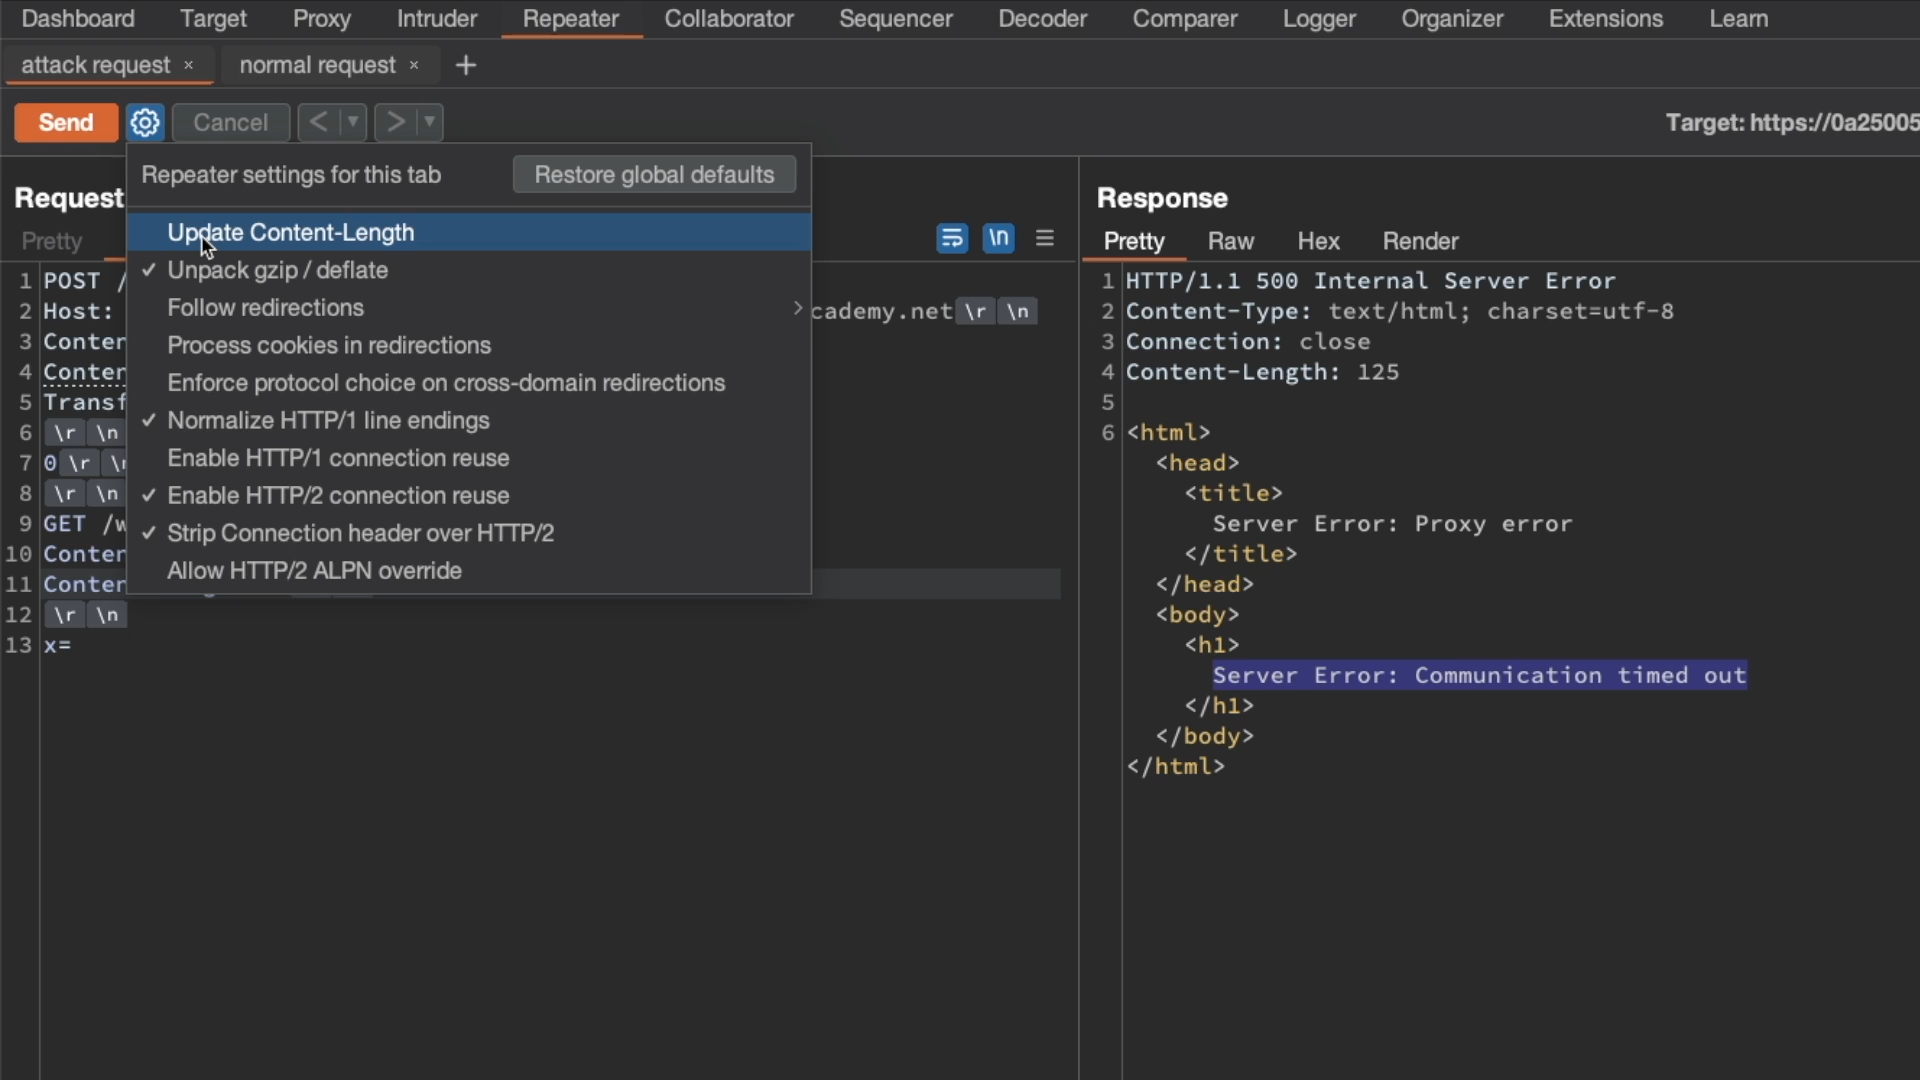 Dashboard Target Proxy Intruder Repeater Collaborator Sequencer Decoder Comparer Logger Organizer Extensions Learn
attack request × normal request × +
Send Cancel < > Target: https://0a25005
Repeater settings for this tab Restore global defaults
Update Content-Length
✓ Unpack gzip / deflate
Follow redirections >
Process cookies in redirections
Enforce protocol choice on cross-domain redirections
✓ Normalize HTTP/1 line endings
Enable HTTP/1 connection reuse
✓ Enable HTTP/2 connection reuse
✓ Strip Connection header over HTTP/2
Allow HTTP/2 ALPN override
Request
Pretty
\n
1 POST /
2 Host: cademy.net \r \n
3 Conten
4 Conten
5 Transf
6 \r \n
7 0 \r
8 \r \n
9 GET /w
10 Conten
11 Conten
12 \r \n
13 x=
Response
Pretty Raw Hex Render
1 HTTP/1.1 500 Internal Server Error
2 Content-Type: text/html; charset=utf-8
3 Connection: close
4 Content-Length: 125
5
6 <html>
<head>
<title>
Server Error: Proxy error
</title>
</head>
<body>
<h1>
Server Error: Communication timed out
</h1>
</body>
</html>